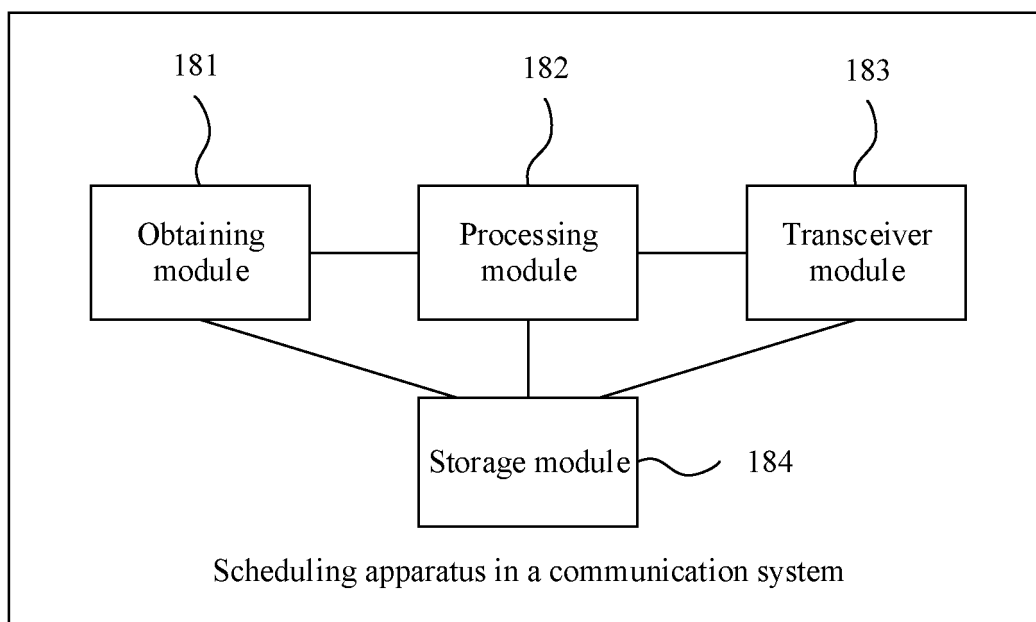 181
182
183
Obtaining
module
Processing
module
Transceiver
module
Storage module
184
Scheduling apparatus in a communication system